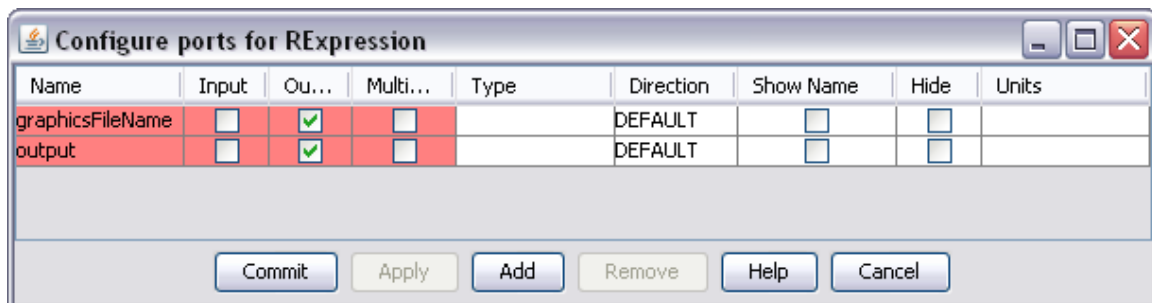 Configure ports for RExpression
Name Input Ou... Multi... Type Direction Show Name Hide Units
graphicsFileName DEFAULT
output DEFAULT
Commit Apply Add Remove Help Cancel